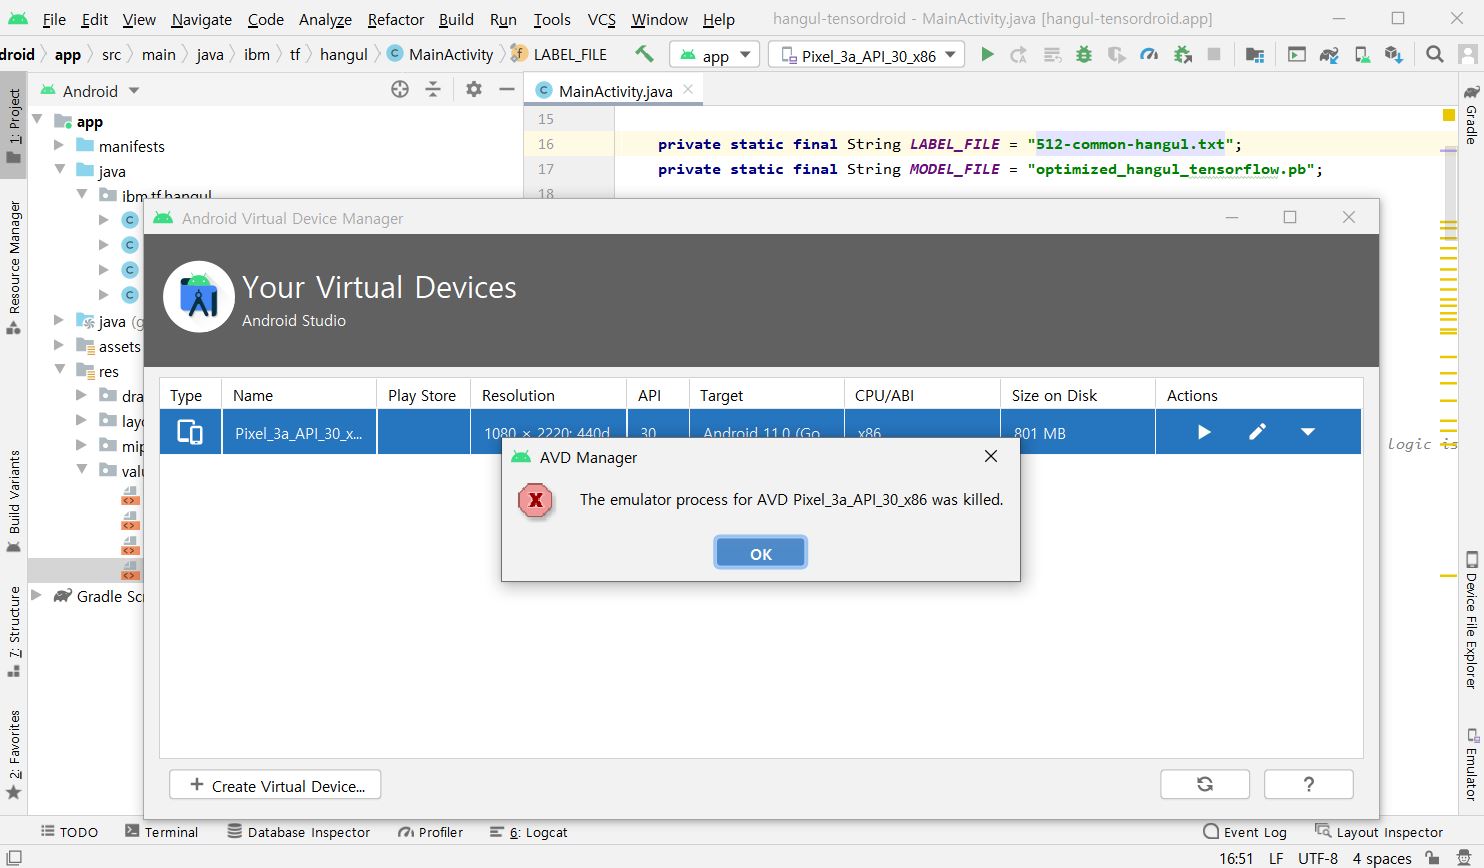 File Edit View Navigate Code Analyze Refactor Build Run Tools VCS Window Help hangul-tensordroid - MainActivity.java [hangul-tensordroid.app]
droid app src main java ibm tf hangul MainActivity LABEL_FILE app Pixel_3a_API_30_x86
1: Project
Resource Manager
Build Variants
7: Structure
2: Favorites
Android
app
manifests
java
ibm.tf.hangul
java (g
assets
res
dra
layo
mip
valu
Gradle Scr
MainActivity.java
15
16 private static final String LABEL_FILE = "512-common-hangul.txt";
17 private static final String MODEL_FILE = "optimized_hangul_tensorflow.pb";
18
logic is
Gradle
Device File Explorer
Emulator
Android Virtual Device Manager
Your Virtual Devices
Android Studio
Type Name Play Store Resolution API Target CPU/ABI Size on Disk Actions
Pixel_3a_API_30_x... 1080 × 2220: 440d 30 Android 11.0 (Go x86 801 MB
AVD Manager
The emulator process for AVD Pixel_3a_API_30_x86 was killed.
OK
+ Create Virtual Device...
?
TODO Terminal Database Inspector Profiler 6: Logcat Event Log Layout Inspector
16:51 LF UTF-8 4 spaces